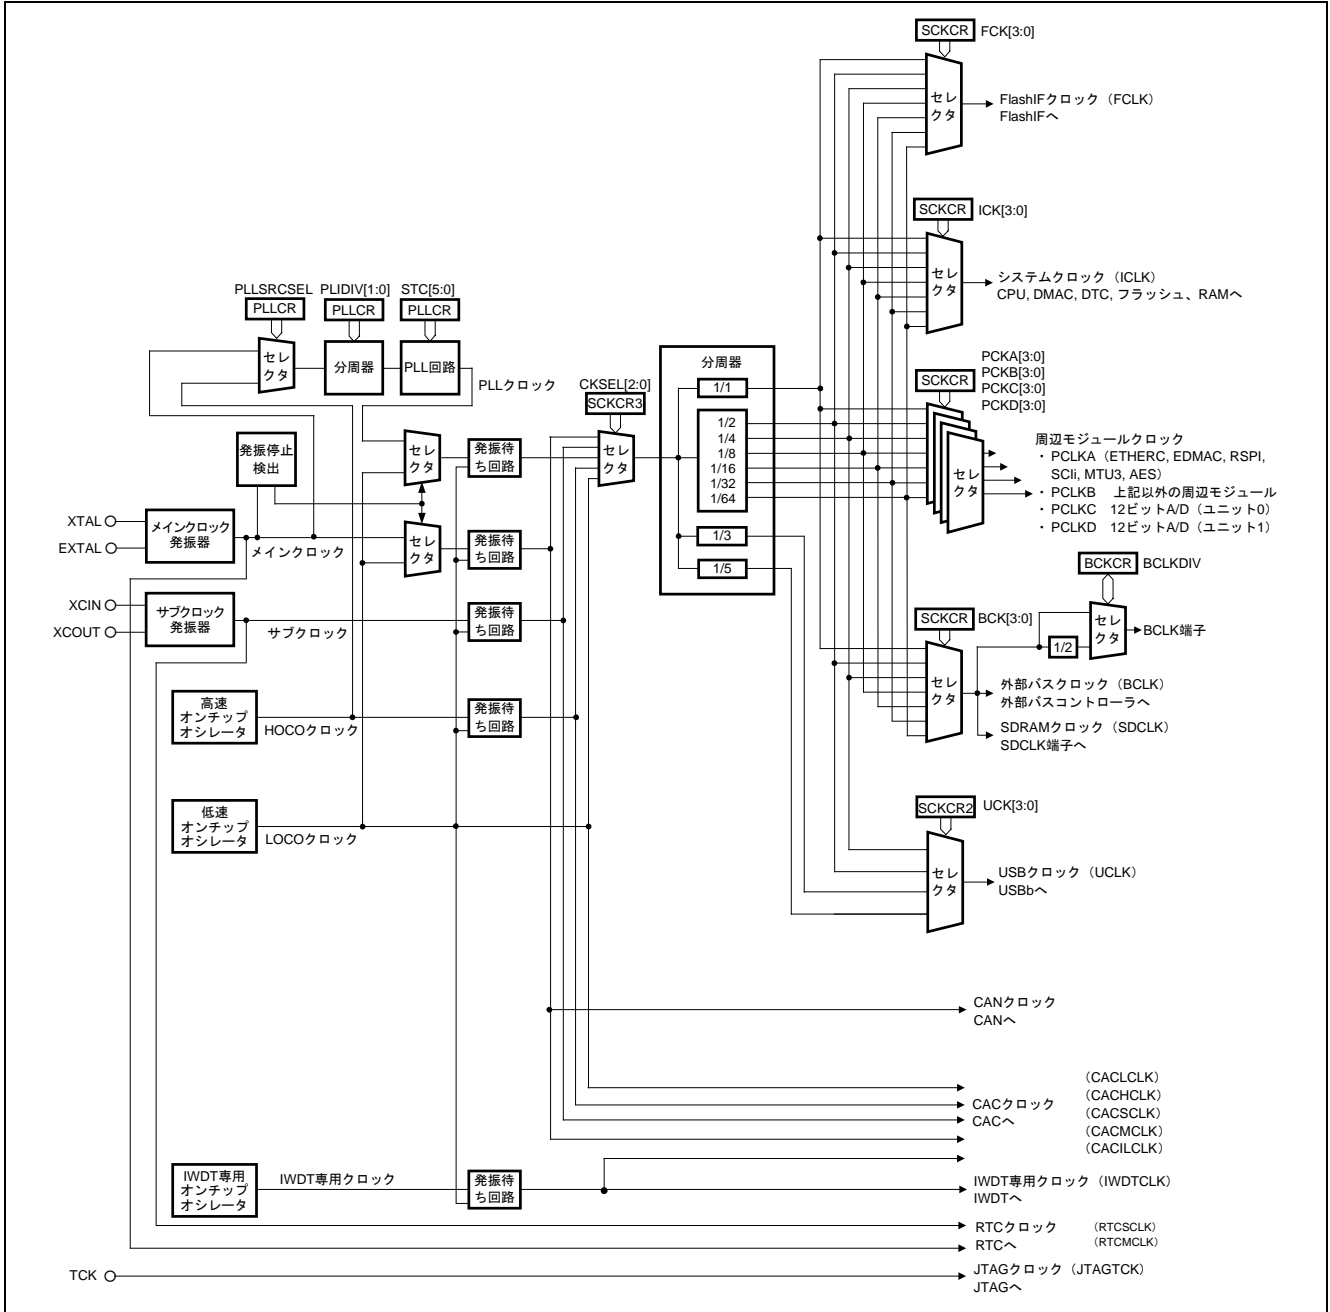 SCKCR FCK[3:0]
セレクタ
FlashIFクロック（FCLK）
FlashIFへ
SCKCR ICK[3:0]
セレクタ
システムクロック（ICLK）
CPU, DMAC, DTC, フラッシュ、RAMへ
PLLSRCSEL PLIDIV[1:0] STC[5:0]
PLLCR PLLCR PLLCR
セレクタ
分周器
PLL回路
PLLクロック
CKSEL[2:0]
SCKCR3
セレクタ
分周器
1/1
1/2
1/4
1/8
1/16
1/32
1/64
1/3
1/5
PCKA[3:0]
PCKB[3:0]
PCKC[3:0]
PCKD[3:0]
SCKCR
セレクタ
周辺モジュールクロック
・PCLKA（ETHERC, EDMAC, RSPI,
SCIi, MTU3, AES）
・PCLKB 上記以外の周辺モジュール
・PCLKC 12ビットA/D（ユニット0）
・PCLKD 12ビットA/D（ユニット1）
発振停止
検出
セレクタ
発振待
ち回路
XTAL
EXTAL
メインクロック
発振器
メインクロック
セレクタ
発振待
ち回路
XCIN
XCOUT
サブクロック
発振器
サブクロック
発振待
ち回路
BCKCR BCLKDIV
セレクタ
1/2
BCLK端子
SCKCR BCK[3:0]
セレクタ
外部バスクロック（BCLK）
外部バスコントローラへ
SDRAMクロック（SDCLK）
SDCLK端子へ
高速
オンチップ
オシレータ
HOCOクロック
発振待
ち回路
低速
オンチップ
オシレータ
LOCOクロック
SCKCR2 UCK[3:0]
セレクタ
USBクロック（UCLK）
USBbへ
CANクロック
CANへ
CACクロック
CACへ
（CACLCLK）
（CACHCLK）
（CACSCLK）
（CACMCLK）
（CACILCLK）
IWDT専用
オンチップ
オシレータ
IWDT専用クロック
発振待
ち回路
IWDT専用クロック（IWDTCLK）
IWDTへ
RTCクロック （RTCSCLK）
RTCへ （RTCMCLK）
TCK
JTAGクロック（JTAGTCK）
JTAGへ